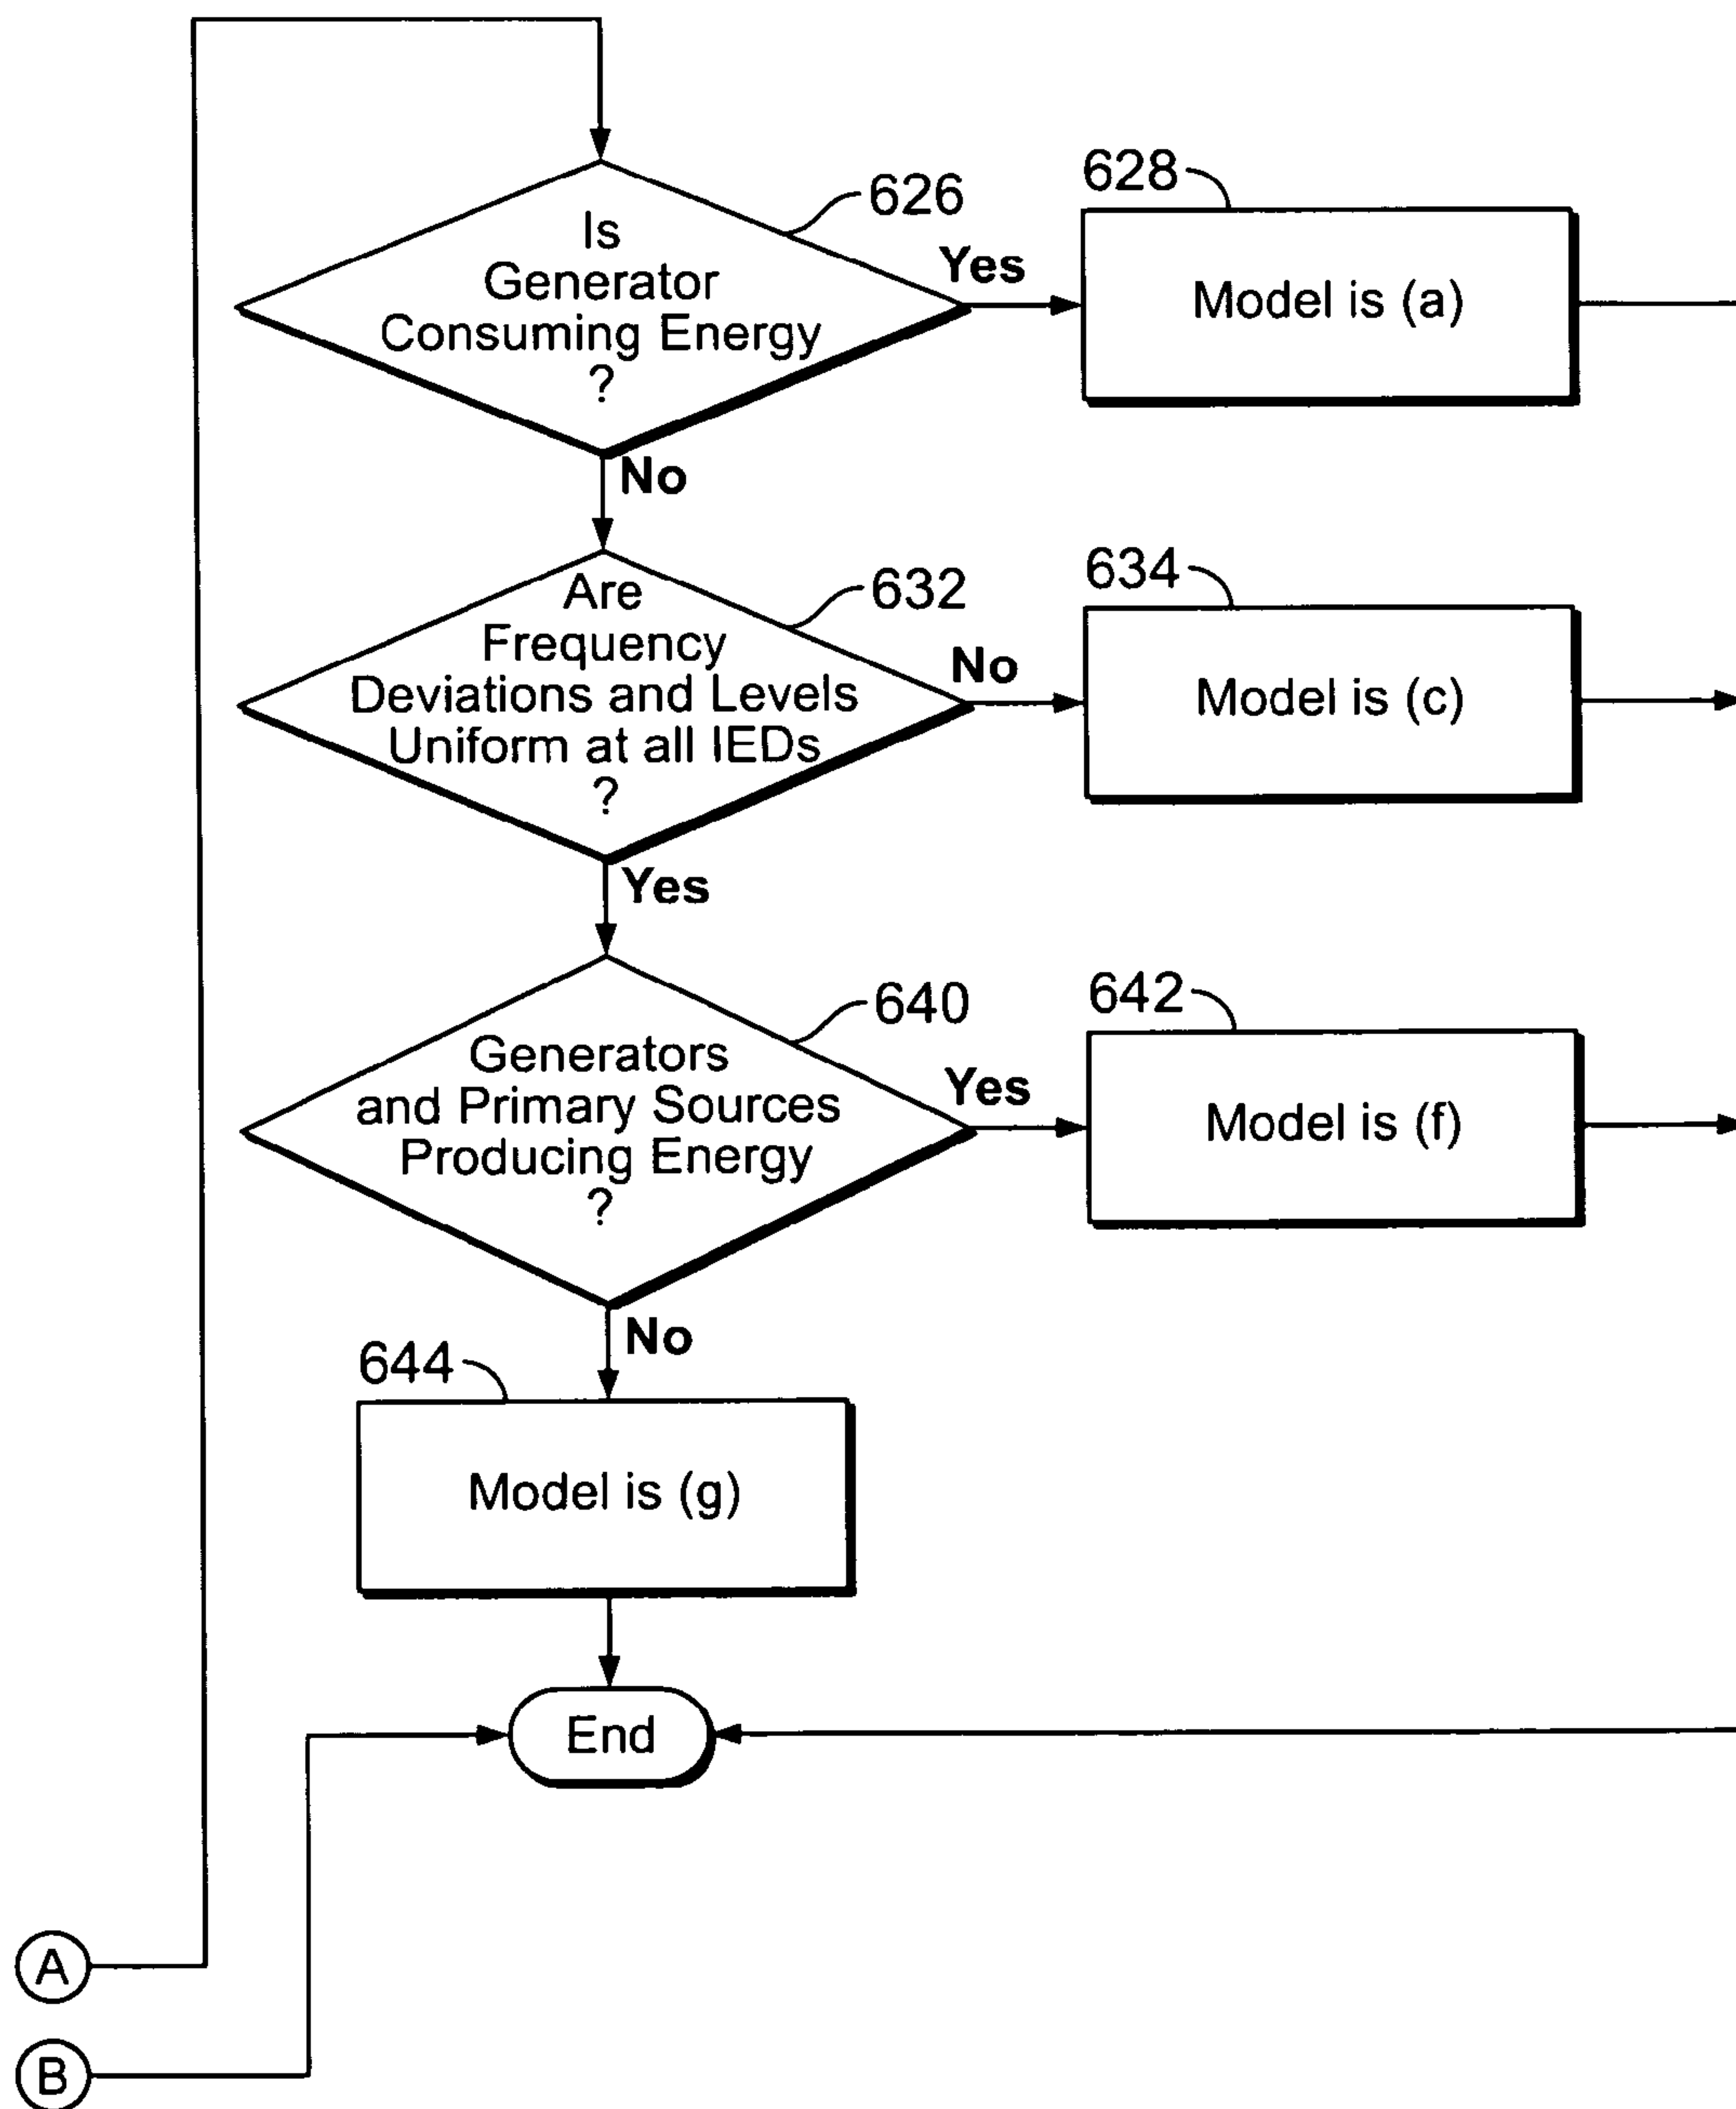 626
Is
Generator
Consuming Energy
?
Yes
628
Model is (a)
No
632
Are
Frequency
Deviations and Levels
Uniform at all IEDs
?
No
634
Model is (c)
Yes
640
Generators
and Primary Sources
Producing Energy
?
Yes
642
Model is (f)
No
644
Model is (g)
End
A
B